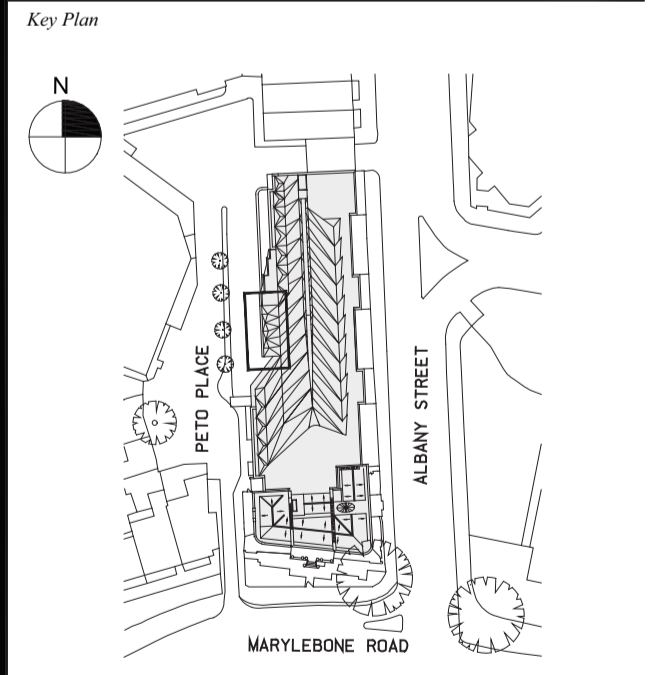 Key Plan
N
PETO PLACE
ALBANY STREET
MARYLEBONE ROAD